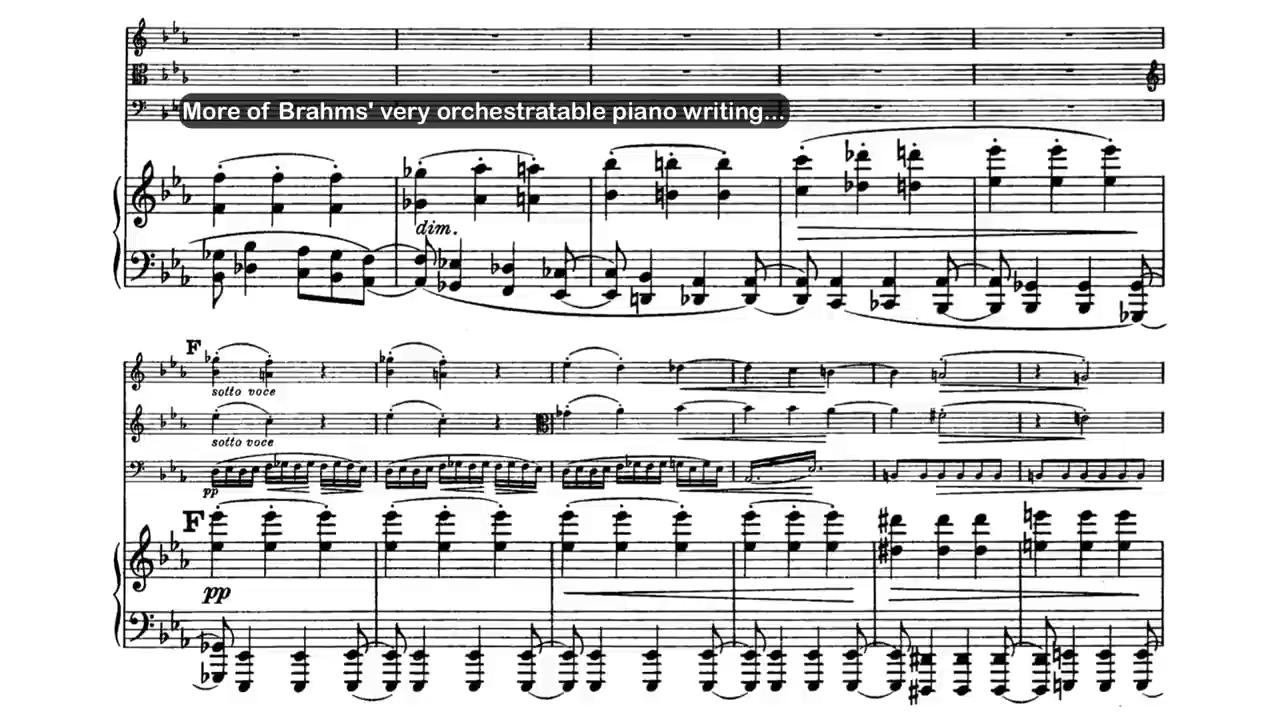 More of Brahms' very orchestratable piano writing...
dim.
F
sotto voce
sotto voce
pp
F
pp